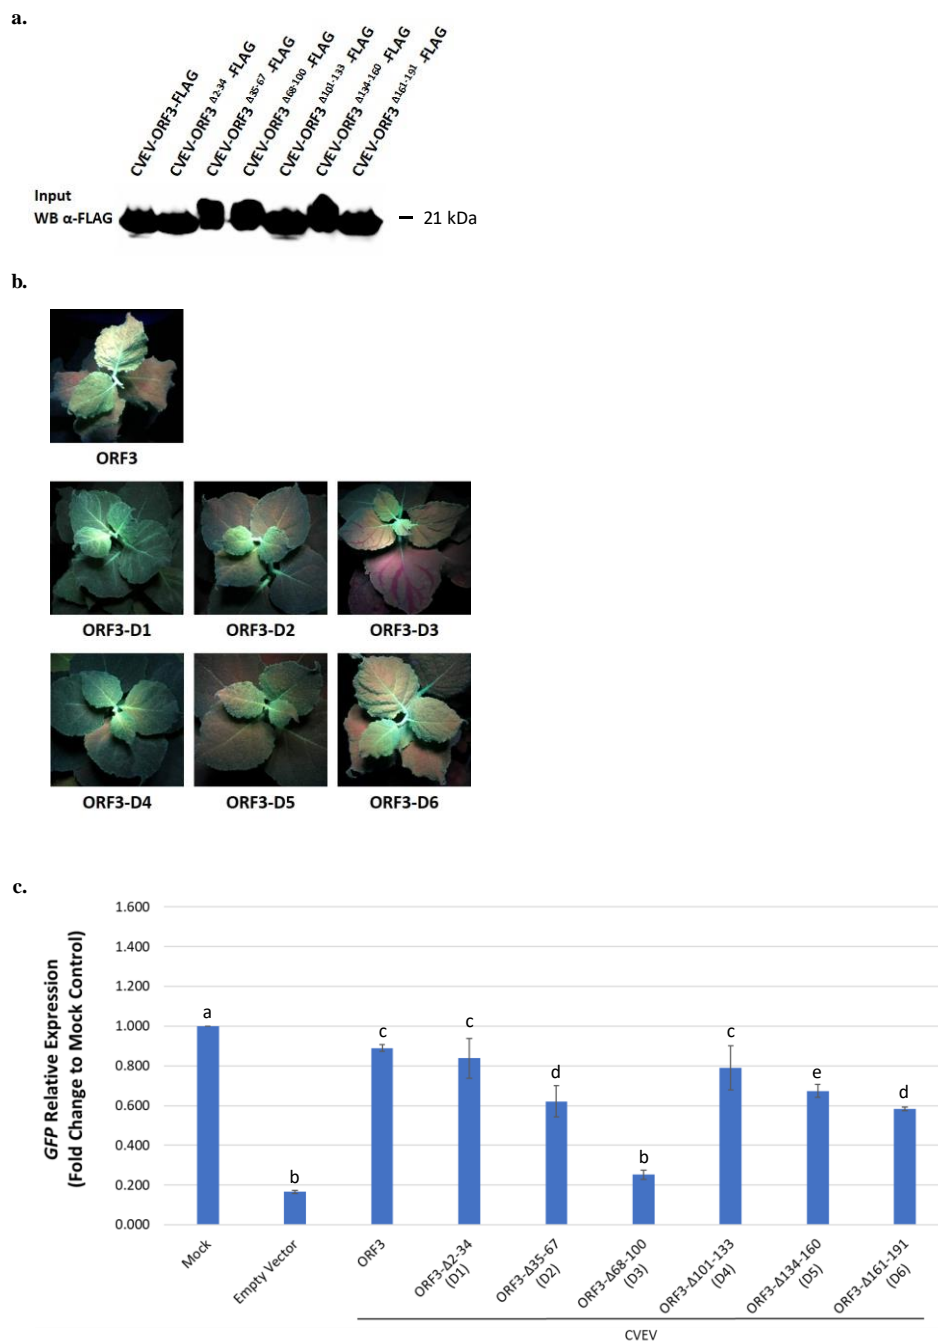 a.
CVEV-ORF3-FLAG
CVEV-ORF3 Δ2-34 -FLAG
CVEV-ORF3 Δ35-67 -FLAG
CVEV-ORF3 Δ68-100 -FLAG
CVEV-ORF3 Δ101-133 -FLAG
CVEV-ORF3 Δ134-160 -FLAG
CVEV-ORF3 Δ161-191 -FLAG
Input
WB α-FLAG
21 kDa
b.
ORF3
ORF3-D1
ORF3-D2
ORF3-D3
ORF3-D4
ORF3-D5
ORF3-D6
c.
GFP Relative Expression
(Fold Change to Mock Control)
1.600
1.400
1.200
1.000
0.800
0.600
0.400
0.200
0.000
a
b
c
c
d
b
c
e
d
Mock
Empty Vector
ORF3
ORF3-Δ2-34
(D1)
ORF3-Δ35-67
(D2)
ORF3-Δ68-100
(D3)
ORF3-Δ101-133
(D4)
ORF3-Δ134-160
(D5)
ORF3-Δ161-191
(D6)
CVEV